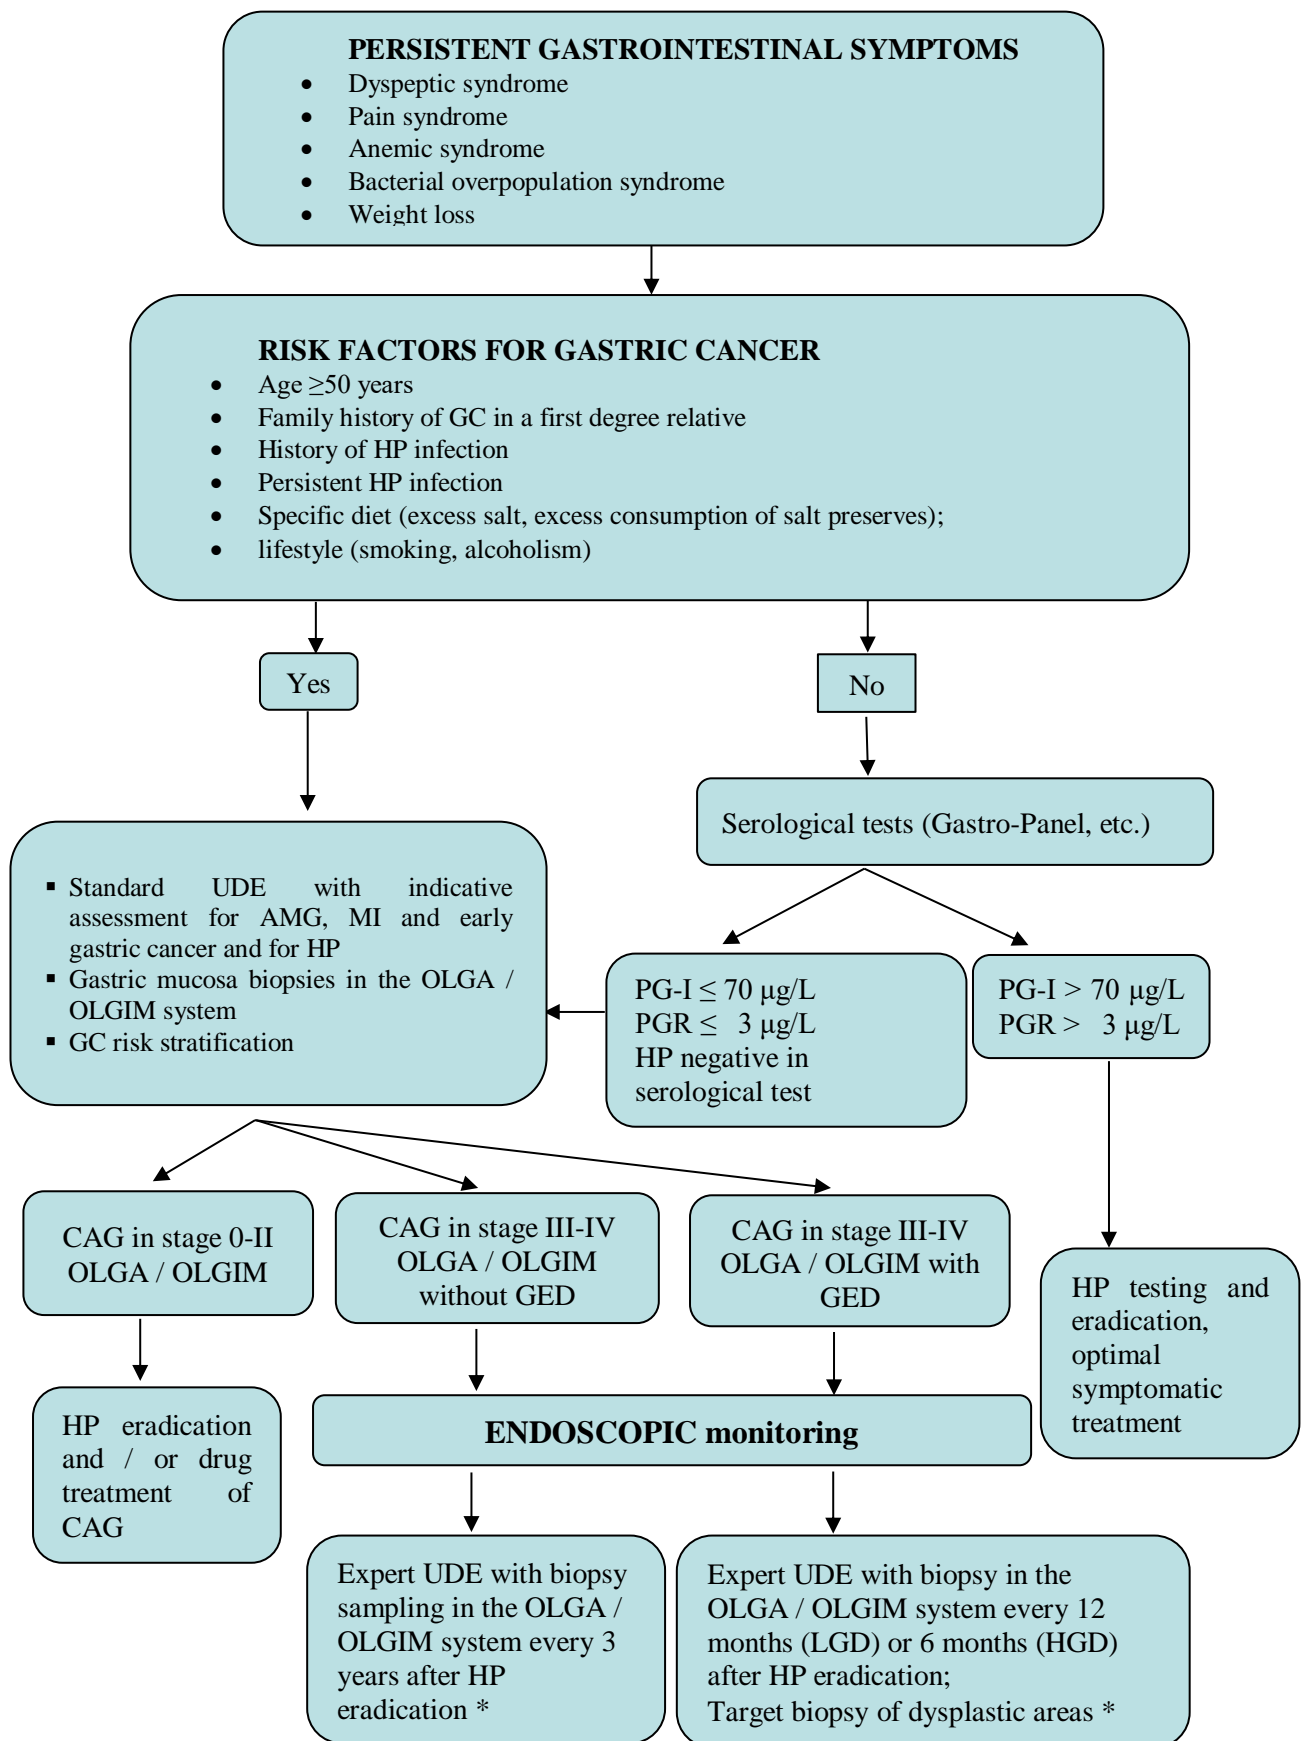 PERSISTENT GASTROINTESTINAL SYMPTOMS
• Dyspeptic syndrome
• Pain syndrome
• Anemic syndrome
• Bacterial overpopulation syndrome
• Weight loss
RISK FACTORS FOR GASTRIC CANCER
• Age ≥50 years
• Family history of GC in a first degree relative
• History of HP infection
• Persistent HP infection
• Specific diet (excess salt, excess consumption of salt preserves);
• lifestyle (smoking, alcoholism)
Yes
No
Serological tests (Gastro-Panel, etc.)
▪ Standard UDE with indicative
assessment for AMG, MI and early
gastric cancer and for HP
▪ Gastric mucosa biopsies in the OLGA /
OLGIM system
▪ GC risk stratification
PG-I ≤ 70 μg/L
PGR ≤ 3 μg/L
HP negative in
serological test
PG-I > 70 μg/L
PGR > 3 μg/L
CAG in stage 0-II
OLGA / OLGIM
CAG in stage III-IV
OLGA / OLGIM
without GED
CAG in stage III-IV
OLGA / OLGIM with
GED
HP testing and
eradication,
optimal
symptomatic
treatment
HP eradication
and / or drug
treatment of
CAG
ENDOSCOPIC monitoring
Expert UDE with biopsy
sampling in the OLGA /
OLGIM system every 3
years after HP
eradication *
Expert UDE with biopsy in the
OLGA / OLGIM system every 12
months (LGD) or 6 months (HGD)
after HP eradication;
Target biopsy of dysplastic areas *